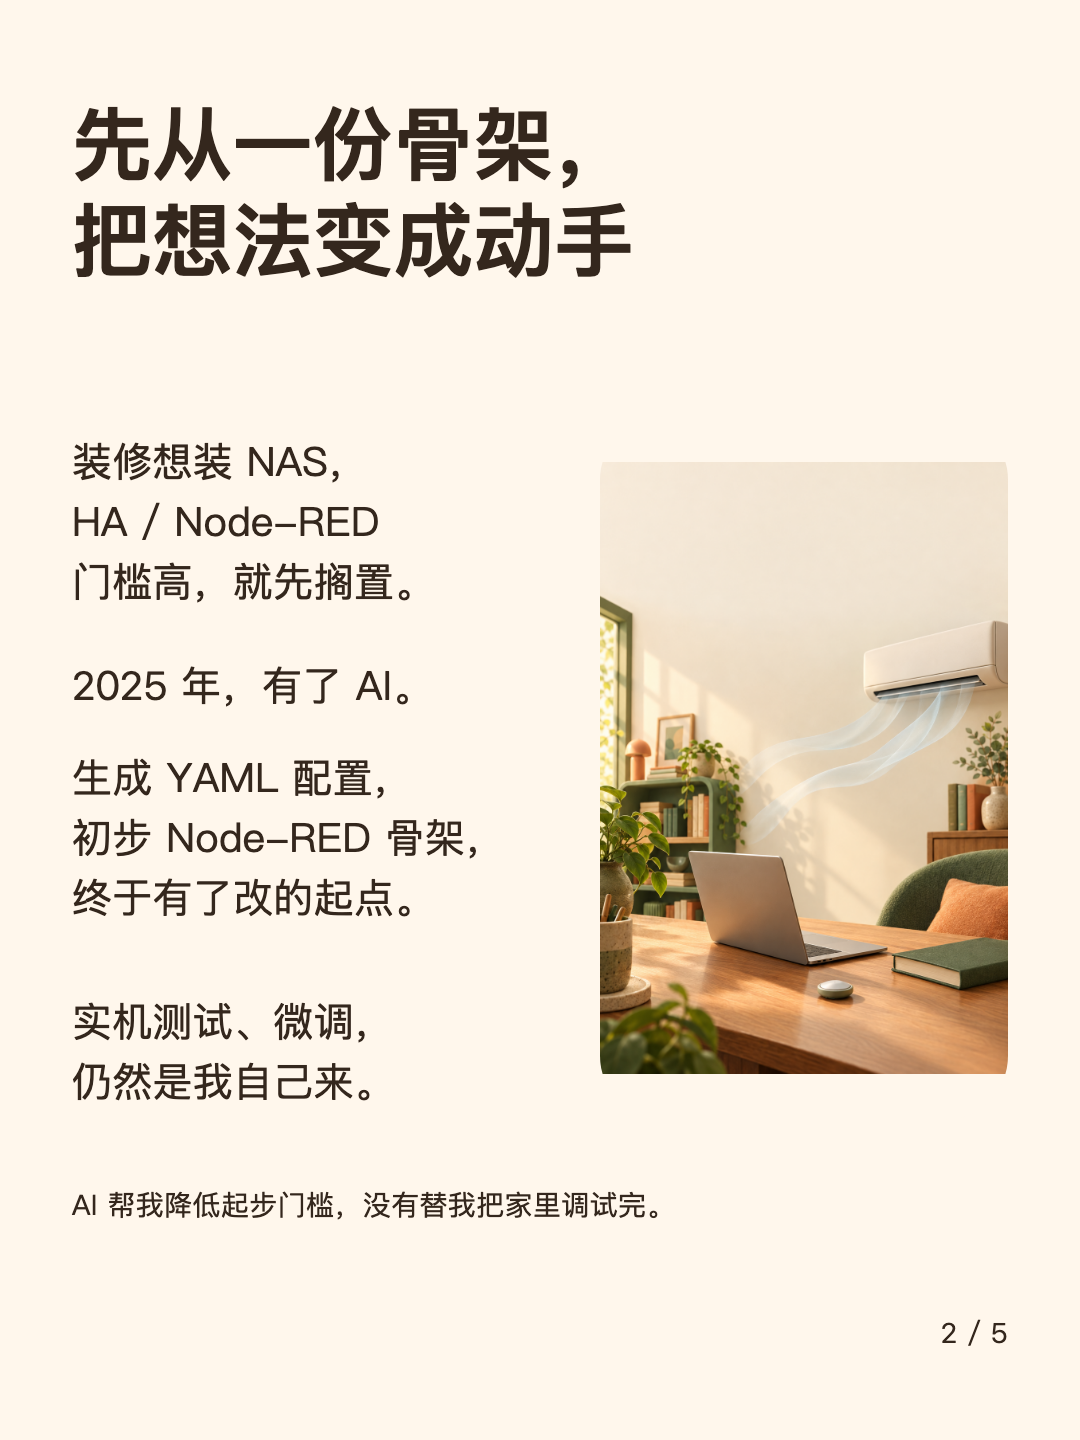 先从一份骨架，
把想法变成动手
装修想装 NAS，
HA / Node-RED
门槛高，就先搁置。
2025 年，有了 AI。
生成 YAML 配置，
初步 Node-RED 骨架，
终于有了改的起点。
实机测试、微调，
仍然是我自己来。
AI 帮我降低起步门槛，没有替我把家里调试完。
2 / 5